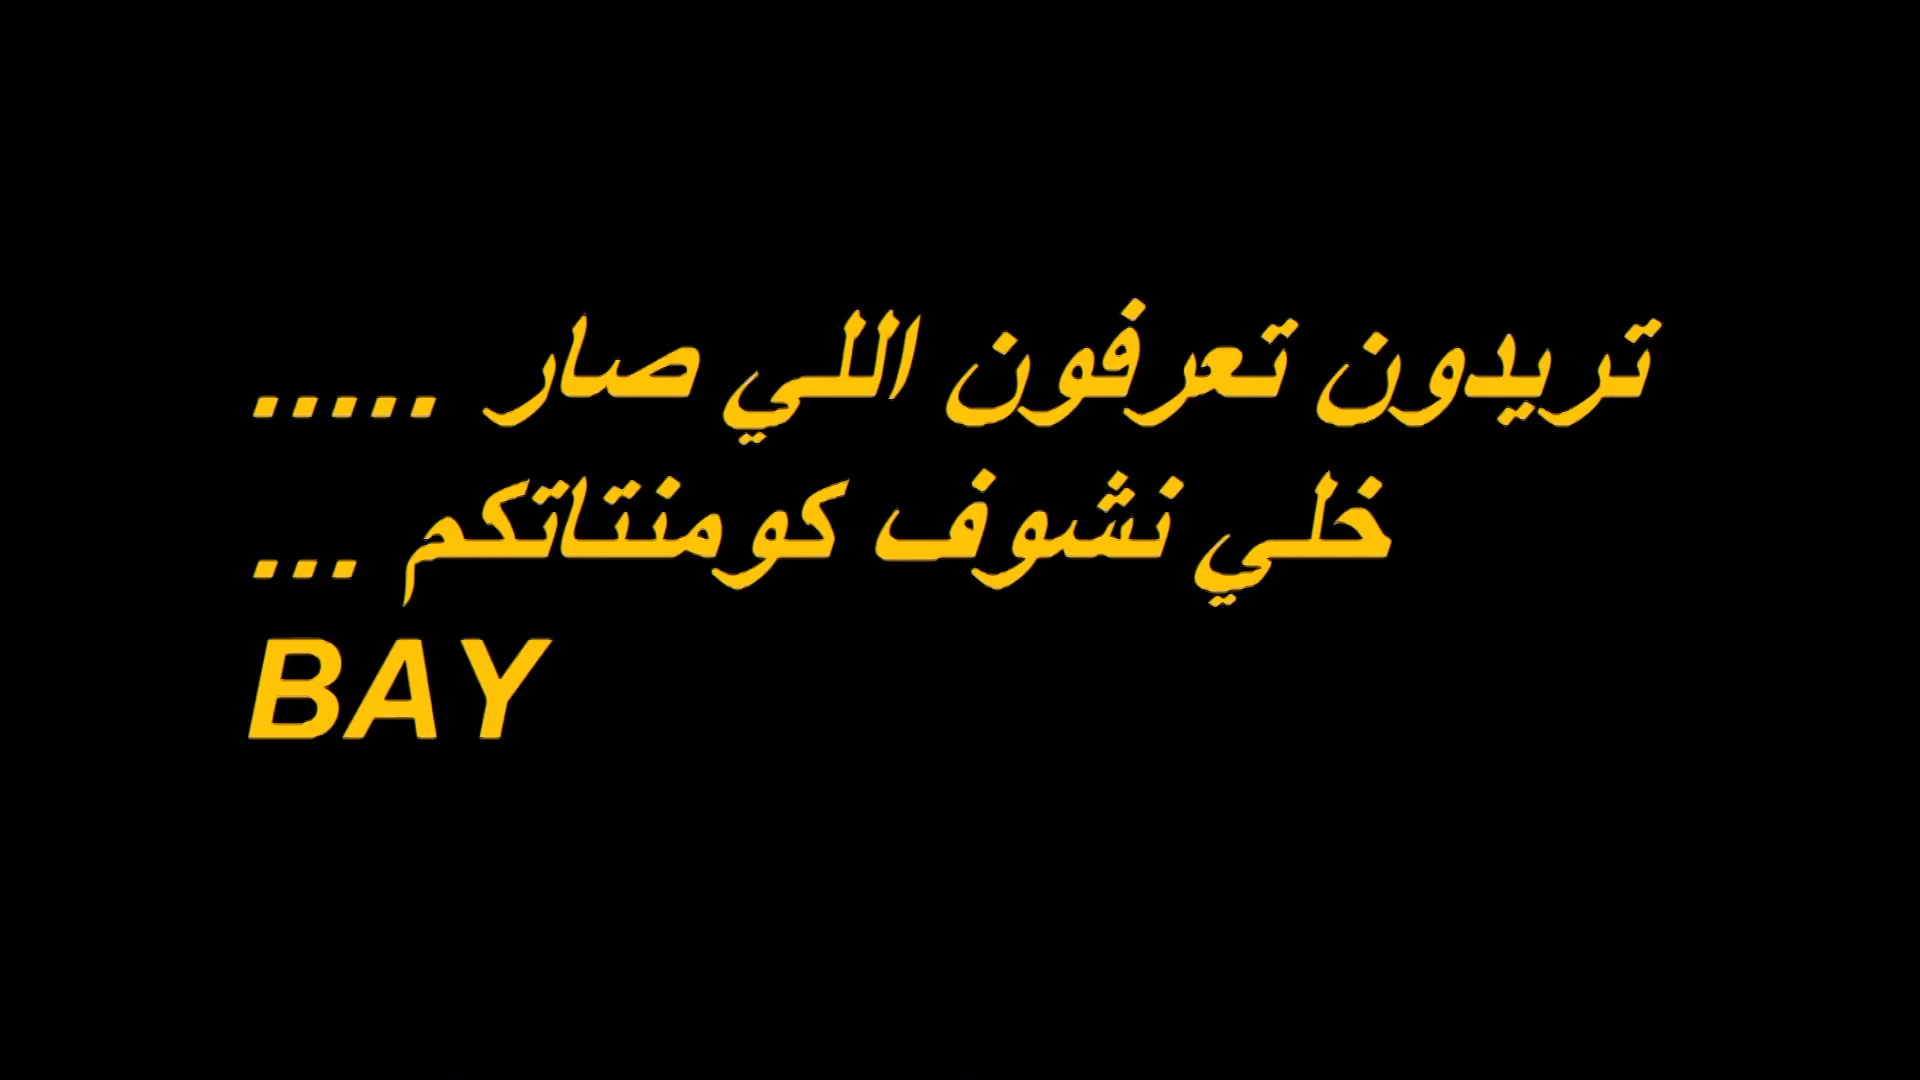 تريدون تعرفون اللي صار .....
خلي نشوف كومنتاتكم ...
BAY